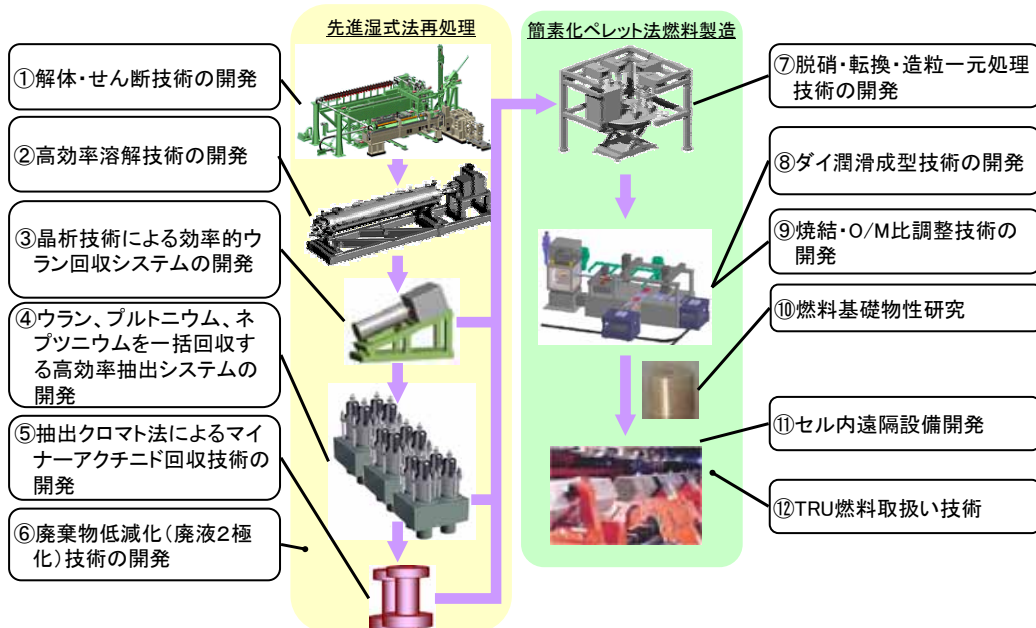 先進湿式法再処理
①解体・せん断技術の開発
②高効率溶解技術の開発
③晶析技術による効率的ウ
ラン回収システムの開発
④ウラン、プルトニウム、ネ
プツニウムを一括回収す
る高効率抽出システムの
開発
⑤抽出クロマト法によるマイ
ナーアクチニド回収技術の
開発
⑥廃棄物低減化（廃液２極
化）技術の開発
簡素化ペレット法燃料製造
⑦脱硝・転換・造粒一元処理
技術の開発
⑧ダイ潤滑成型技術の開発
⑨焼結・O/M比調整技術の
開発
⑩燃料基礎物性研究
⑪セル内遠隔設備開発
⑫TRU燃料取扱い技術